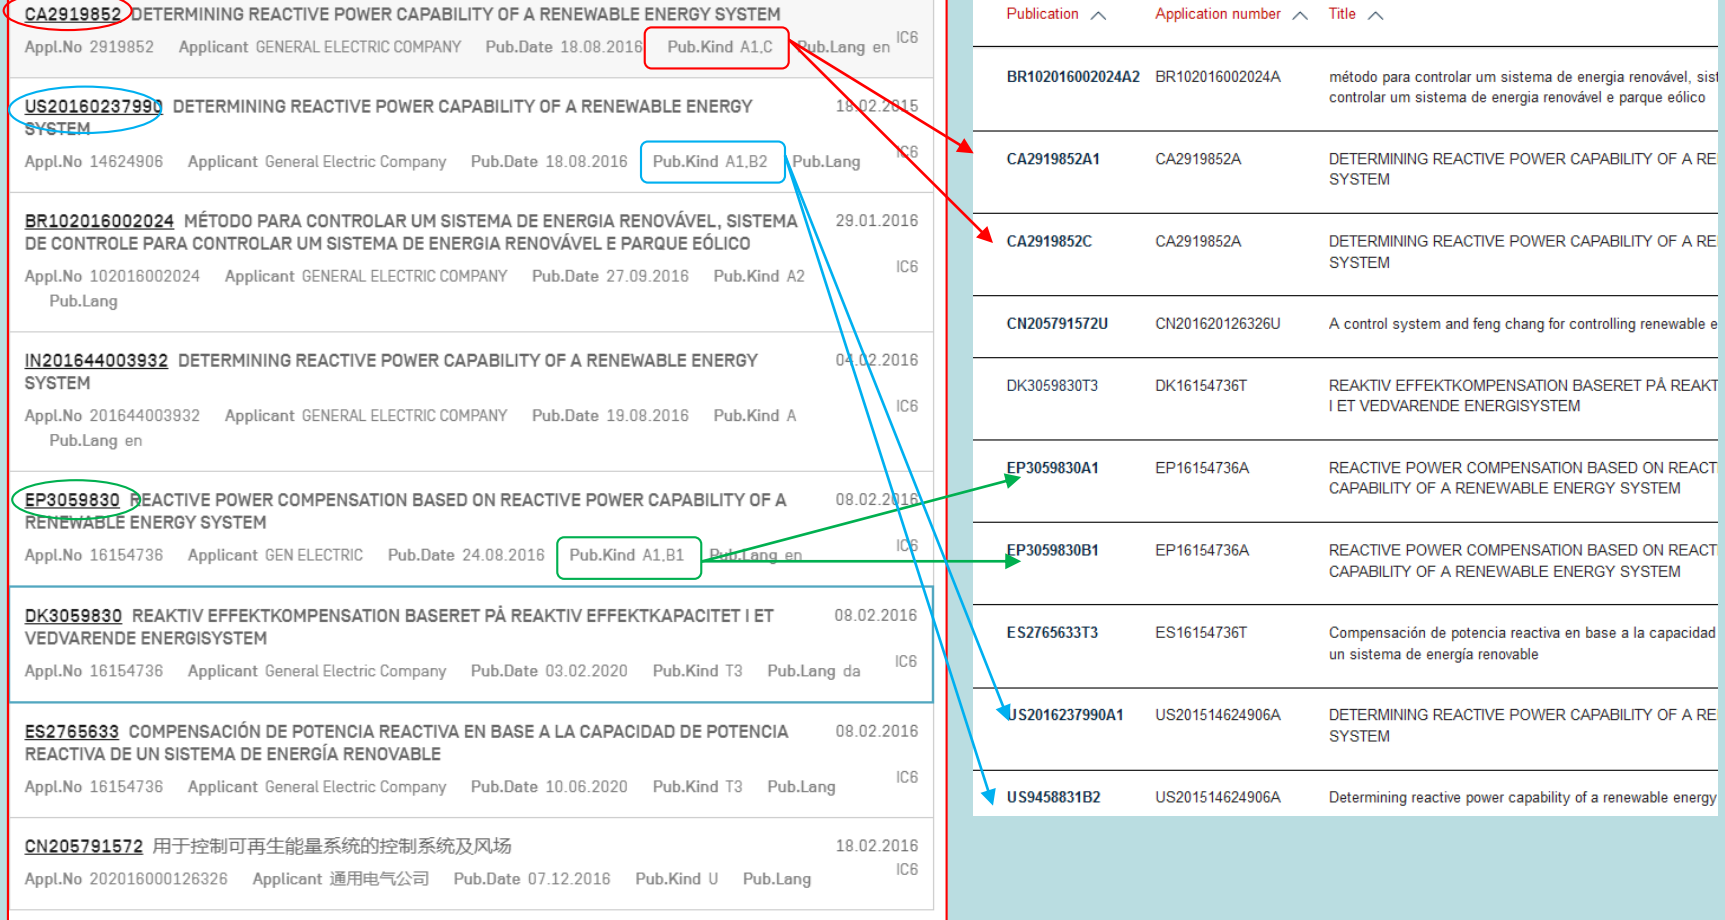 CA2919852 DETERMINING REACTIVE POWER CAPABILITY OF A RENEWABLE ENERGY SYSTEM
Appl.No 2919852 Applicant GENERAL ELECTRIC COMPANY Pub.Date 18.08.2016 Pub.Kind A1,C Pub.Lang en
IC6
US20160237990 DETERMINING REACTIVE POWER CAPABILITY OF A RENEWABLE ENERGY
SYSTEM
18.02.2015
Appl.No 14624906 Applicant General Electric Company Pub.Date 18.08.2016 Pub.Kind A1,B2 Pub.Lang
IC6
BR102016002024 MÉTODO PARA CONTROLAR UM SISTEMA DE ENERGIA RENOVÁVEL, SISTEMA
DE CONTROLE PARA CONTROLAR UM SISTEMA DE ENERGIA RENOVÁVEL E PARQUE EÓLICO
29.01.2016
Appl.No 102016002024 Applicant GENERAL ELECTRIC COMPANY Pub.Date 27.09.2016 Pub.Kind A2
Pub.Lang
IC6
IN201644003932 DETERMINING REACTIVE POWER CAPABILITY OF A RENEWABLE ENERGY
SYSTEM
04.02.2016
Appl.No 201644003932 Applicant GENERAL ELECTRIC COMPANY Pub.Date 19.08.2016 Pub.Kind A
Pub.Lang en
IC6
EP3059830 REACTIVE POWER COMPENSATION BASED ON REACTIVE POWER CAPABILITY OF A
RENEWABLE ENERGY SYSTEM
08.02.2016
Appl.No 16154736 Applicant GEN ELECTRIC Pub.Date 24.08.2016 Pub.Kind A1,B1 Pub.Lang en
IC6
DK3059830 REAKTIV EFFEKTKOMPENSATION BASERET PÅ REAKTIV EFFEKTKAPACITET I ET
VEDVARENDE ENERGISYSTEM
08.02.2016
Appl.No 16154736 Applicant General Electric Company Pub.Date 03.02.2020 Pub.Kind T3 Pub.Lang da
IC6
ES2765633 COMPENSACIÓN DE POTENCIA REACTIVA EN BASE A LA CAPACIDAD DE POTENCIA
REACTIVA DE UN SISTEMA DE ENERGÍA RENOVABLE
08.02.2016
Appl.No 16154736 Applicant General Electric Company Pub.Date 10.06.2020 Pub.Kind T3 Pub.Lang
IC6
CN205791572 用于控制可再生能量系统的控制系统及风场
18.02.2016
Appl.No 202016000126326 Applicant 通用电气公司 Pub.Date 07.12.2016 Pub.Kind U Pub.Lang
IC6
Publication Application number Title
BR102016002024A2 BR102016002024A método para controlar um sistema de energia renovável, sist
controlar um sistema de energia renovável e parque eólico
CA2919852A1 CA2919852A DETERMINING REACTIVE POWER CAPABILITY OF A RE
SYSTEM
CA2919852C CA2919852A DETERMINING REACTIVE POWER CAPABILITY OF A RE
SYSTEM
CN205791572U CN201620126326U A control system and feng chang for controlling renewable e
DK3059830T3 DK16154736T REAKTIV EFFEKTKOMPENSATION BASERET PÅ REAKT
I ET VEDVARENDE ENERGISYSTEM
EP3059830A1 EP16154736A REACTIVE POWER COMPENSATION BASED ON REACT
CAPABILITY OF A RENEWABLE ENERGY SYSTEM
EP3059830B1 EP16154736A REACTIVE POWER COMPENSATION BASED ON REACT
CAPABILITY OF A RENEWABLE ENERGY SYSTEM
ES2765633T3 ES16154736T Compensación de potencia reactiva en base a la capacidad
un sistema de energía renovable
US2016237990A1 US201514624906A DETERMINING REACTIVE POWER CAPABILITY OF A RE
SYSTEM
US9458831B2 US201514624906A Determining reactive power capability of a renewable energy